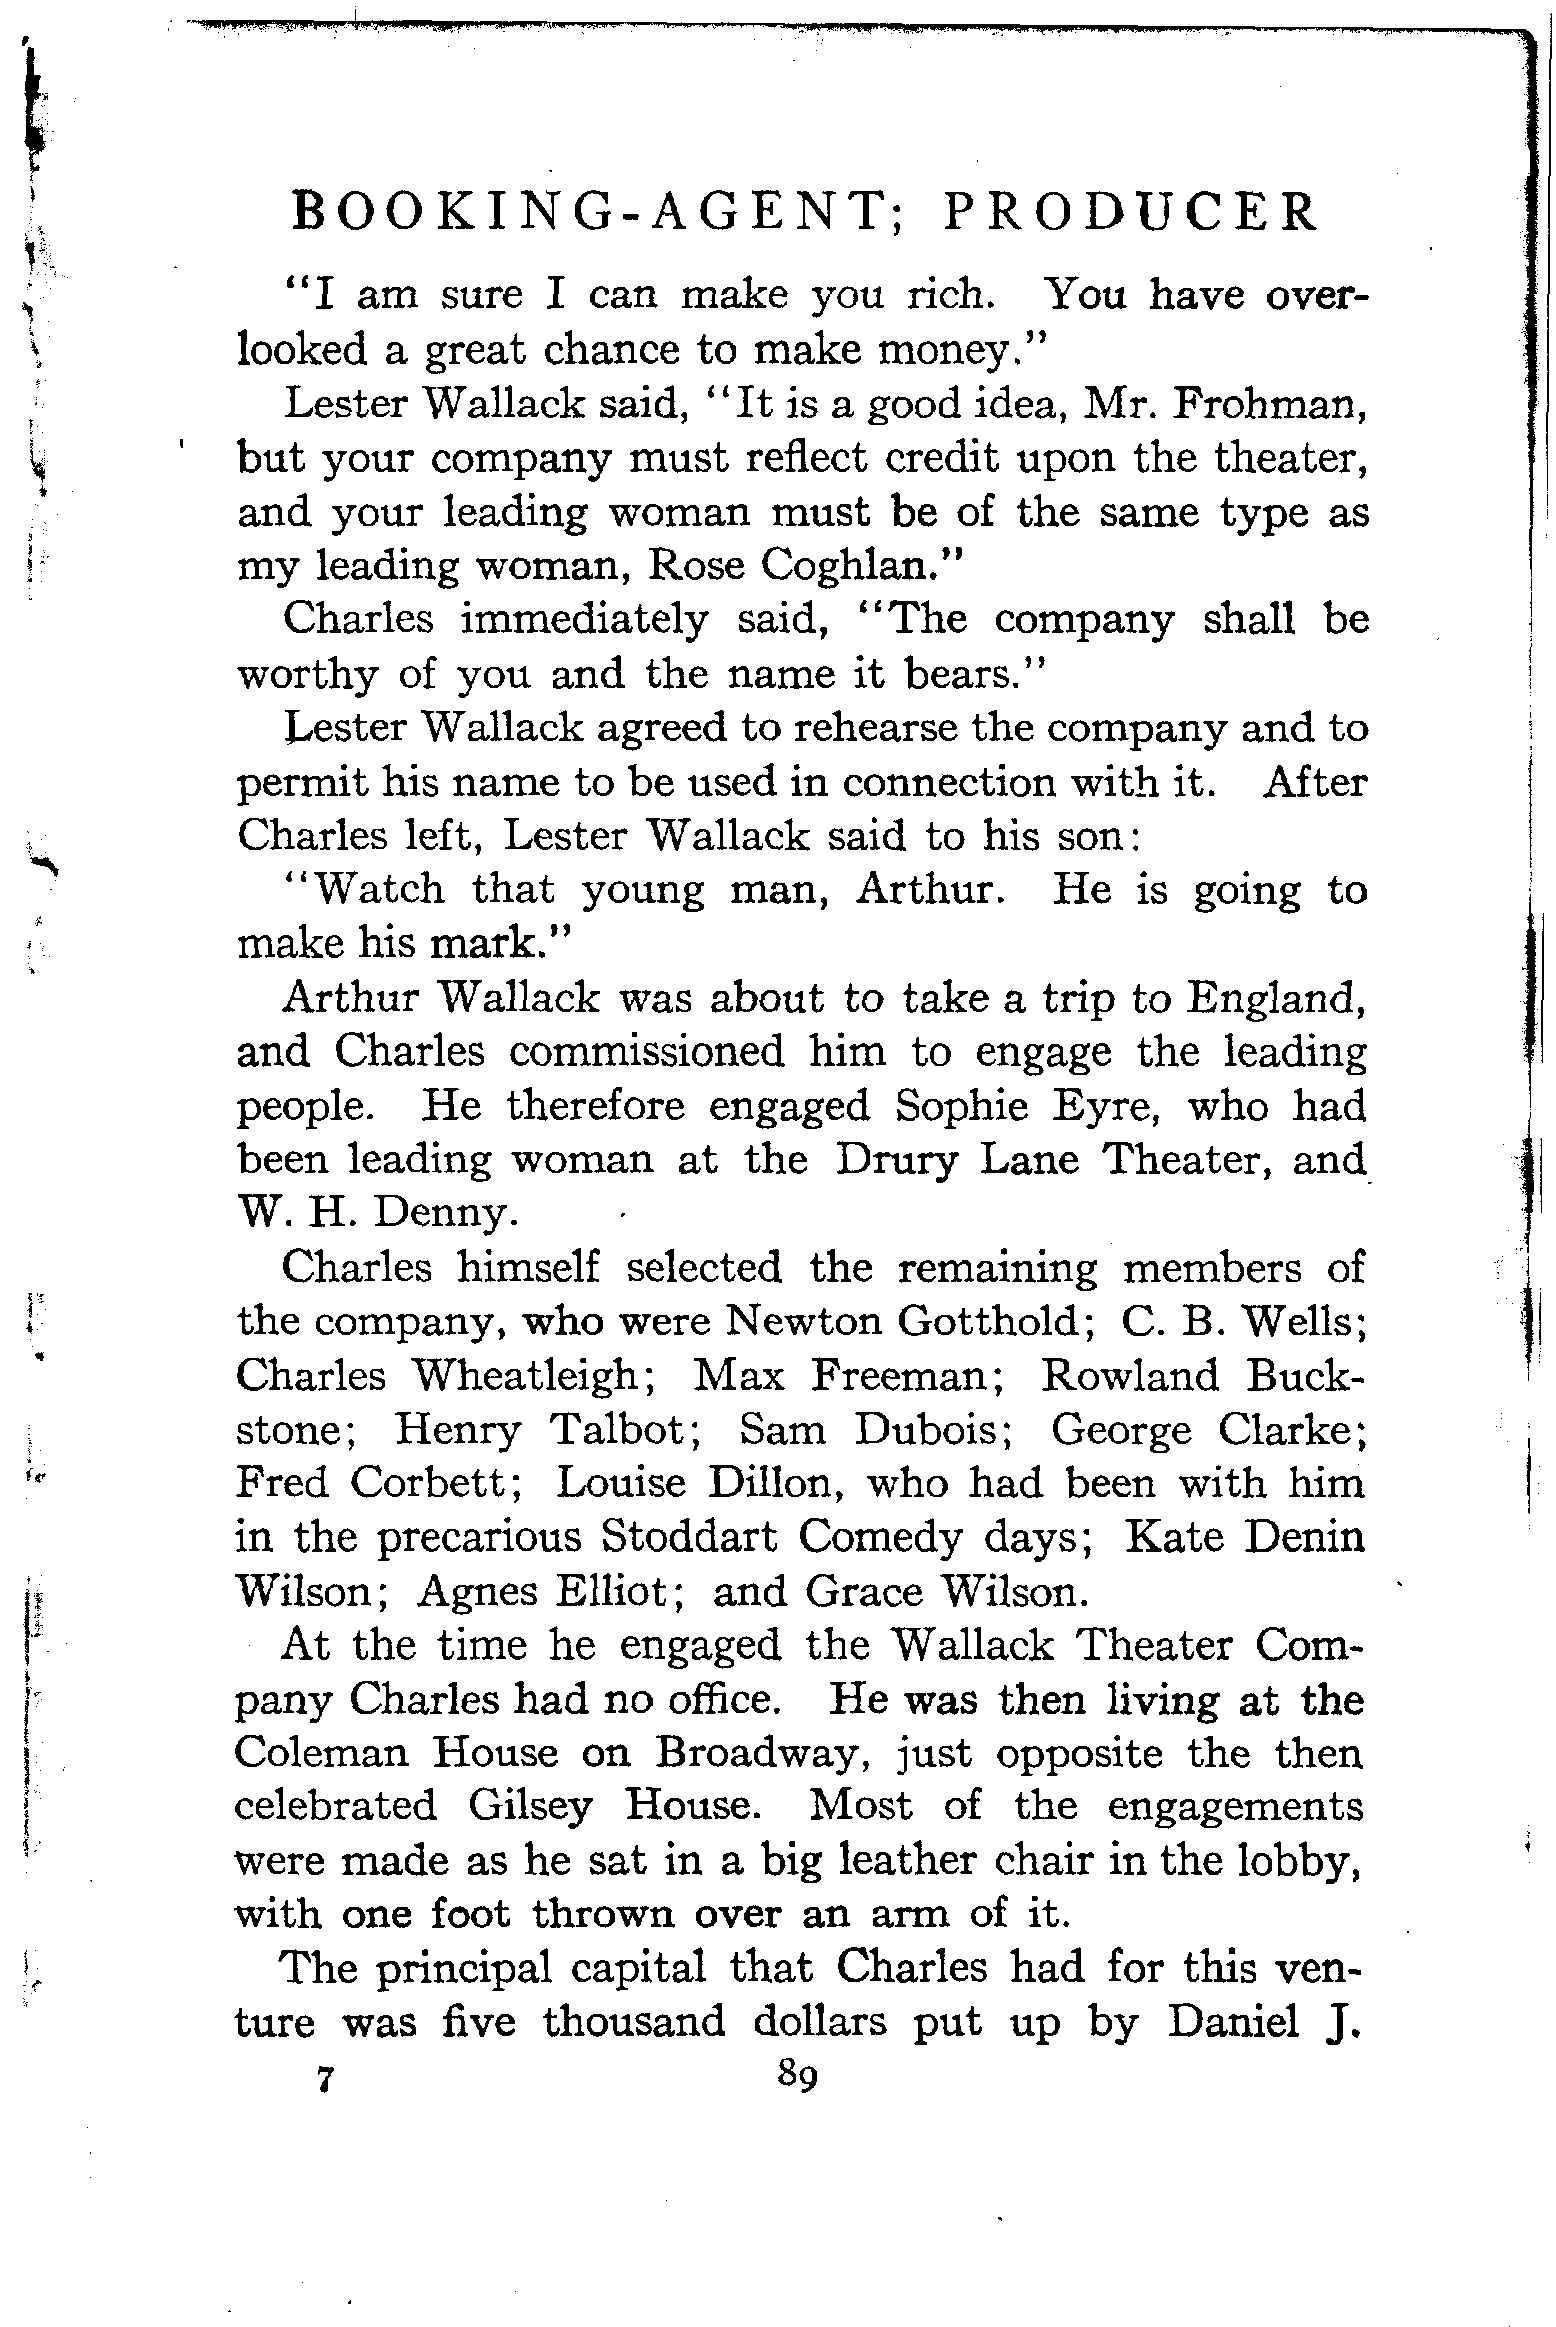 BOOKING-AGENT; PRODUCER
"I am sure I can make you rich. You have over-
looked a great chance to make money."
Lester Wallack said, "It is a good idea, Mr. Frohman,
but your company must reflect credit upon the theater,
and your leading woman must be of the same type as
my leading woman, Rose Coghlan."
Charles immediately said, "The company shall be
worthy of you and the name it bears."
Lester Wallack agreed to rehearse the company and to
permit his name to be used in connection with it. After
Charles left, Lester Wallack said to his son:
"Watch that young man, Arthur. He is going to
make his mark."
Arthur Wallack was about to take a trip to England,
and Charles commissioned him to engage the leading
people. He therefore engaged Sophie Eyre, who had
been leading woman at the Drury Lane Theater, and
W. H. Denny.
Charles himself selected the remaining members of
the company, who were Newton Gotthold; C. B. Wells;
Charles Wheatleigh; Max Freeman; Rowland Buck-
stone; Henry Talbot; Sam Dubois; George Clarke;
Fred Corbett; Louise Dillon, who had been with him
in the precarious Stoddart Comedy days; Kate Denin
Wilson; Agnes Elliot; and Grace Wilson.
At the time he engaged the Wallack Theater Com-
pany Charles had no office. He was then living at the
Coleman House on Broadway, just opposite the then
celebrated Gilsey House. Most of the engagements
were made as he sat in a big leather chair in the lobby,
with one foot thrown over an arm of it.
The principal capital that Charles had for this ven-
ture was five thousand dollars put up by Daniel J.
7 89